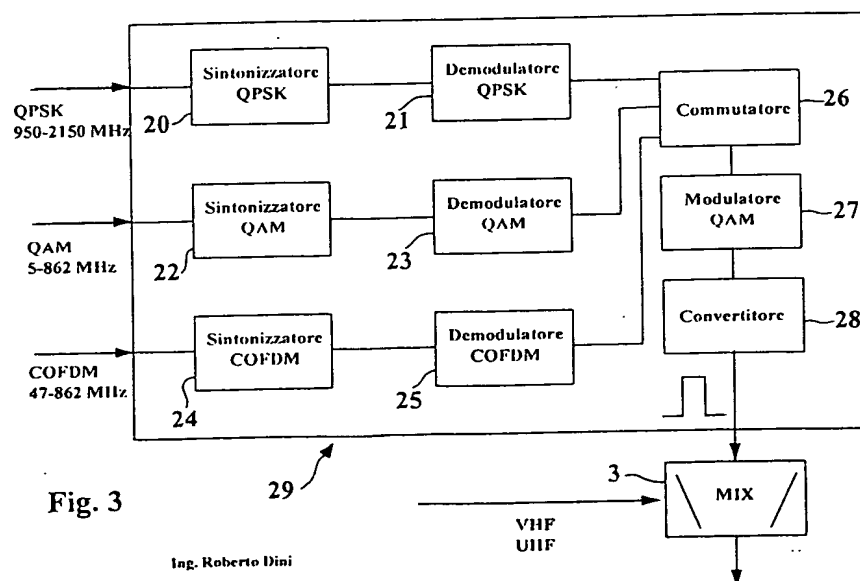 Sintonizzatore
QPSK
20
Demodulatore
QPSK
21
Commutatore
26
QPSK
950-2150 MHz
Sintonizzatore
QAM
22
Demodulatore
QAM
23
Modulatore
QAM
27
QAM
5-862 MHz
Sintonizzatore
COFDM
24
Demodulatore
COFDM
25
Convertitore
28
COFDM
47-862 MHz
29
3
MIX
VHF
UHF
Fig. 3
Ing. Roberto Dini